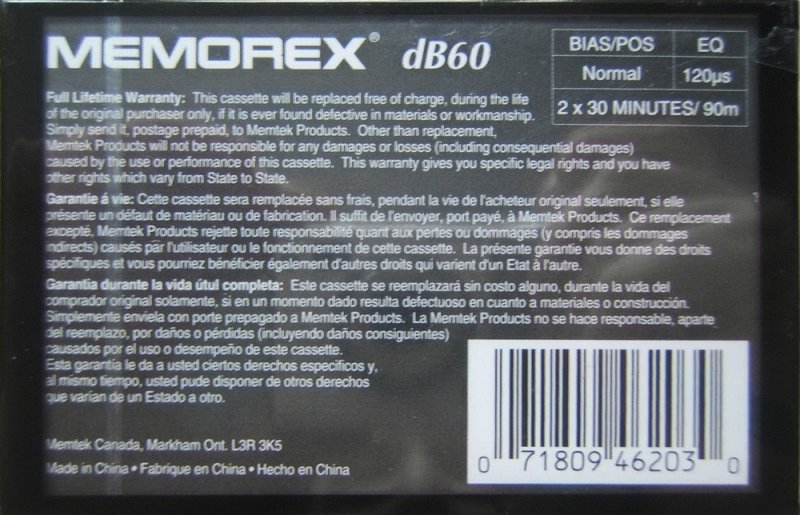 MEMOREX® dB60
BIAS/POS EQ
Normal 120µs
2 x 30 MINUTES/ 90m
Full Lifetime Warranty: This cassette will be replaced free of charge, during the life
of the original purchaser only, if it is ever found defective in materials or workmanship.
Simply send it, postage prepaid, to Memtek Products. Other than replacement,
Memtek Products will not be responsible for any damages or losses (including consequential damages)
caused by the use or performance of this cassette. This warranty gives you specific legal rights and you have
other rights which vary from State to State.
Garantie á vie: Cette cassette sera remplacée sans frais, pendant la vie de l'acheteur original seulement, si elle
présente un défaut de matériau ou de fabrication. Il suffit de l'envoyer, port payé, à Memtek Products. Ce remplacement
excepté, Memtek Products rejette toute responsabilité quant aux pertes ou dommages (y compris les dommages
indirects) causés par l'utilisateur ou le fonctionnement de cette cassette. La présente garantie vous donne des droits
spécifiques et vous pourriez bénéficier également d'autres droits qui varient d'un Etat à l'autre.
Garantia durante la vida útul completa: Este cassette se reemplazará sin costo alguno, durante la vida del
comprador original solamente, si en un momento dado resulta defectuoso en cuanto a materiales o construcción.
Simplemente enviela con porte prepagado a Memtek Products. La Memtek Products no se hace responsable, aparte
del reemplazo, por daños o pérdidas (incluyendo daños consiguientes)
causados por el uso o desempeño de este cassette.
Esta garantía le da a usted ciertos derechos especificos y,
al mismo tiempo, usted pude disponer de otros derechos
que varian de un Estado a otro.
Memtek Canada, Markham Ont. L3R 3K5
Made in China • Fabrique en China • Hecho en China
0 71809 46203 0